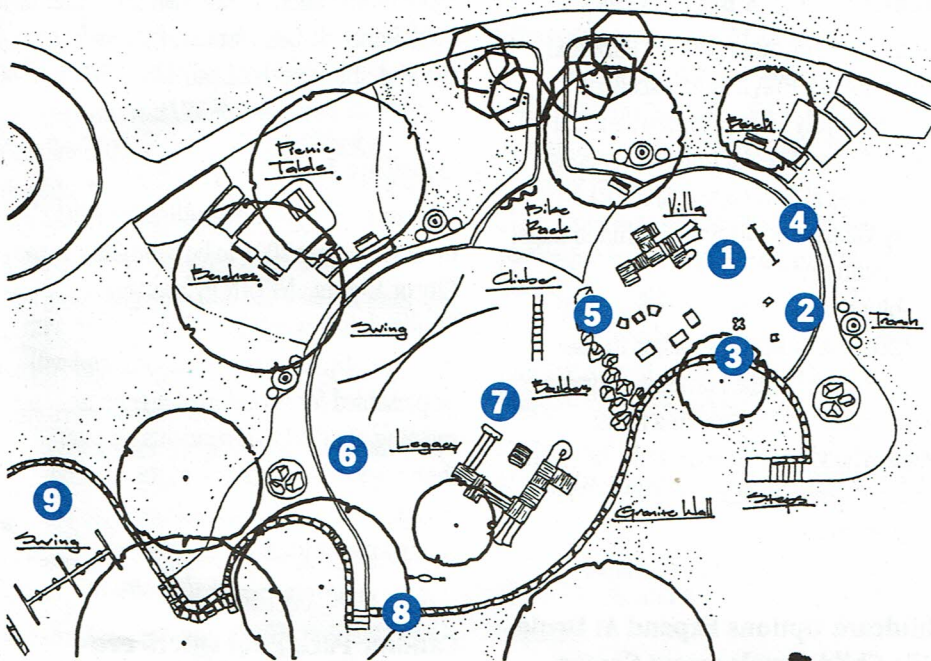 Picnic
Table
Bench
Villa
Bike
Rack
4
1
Benches
Climber
Swing
5
2
Trash
3
7
Legacy
6
Granite Wall
Steps
9
Swing
8